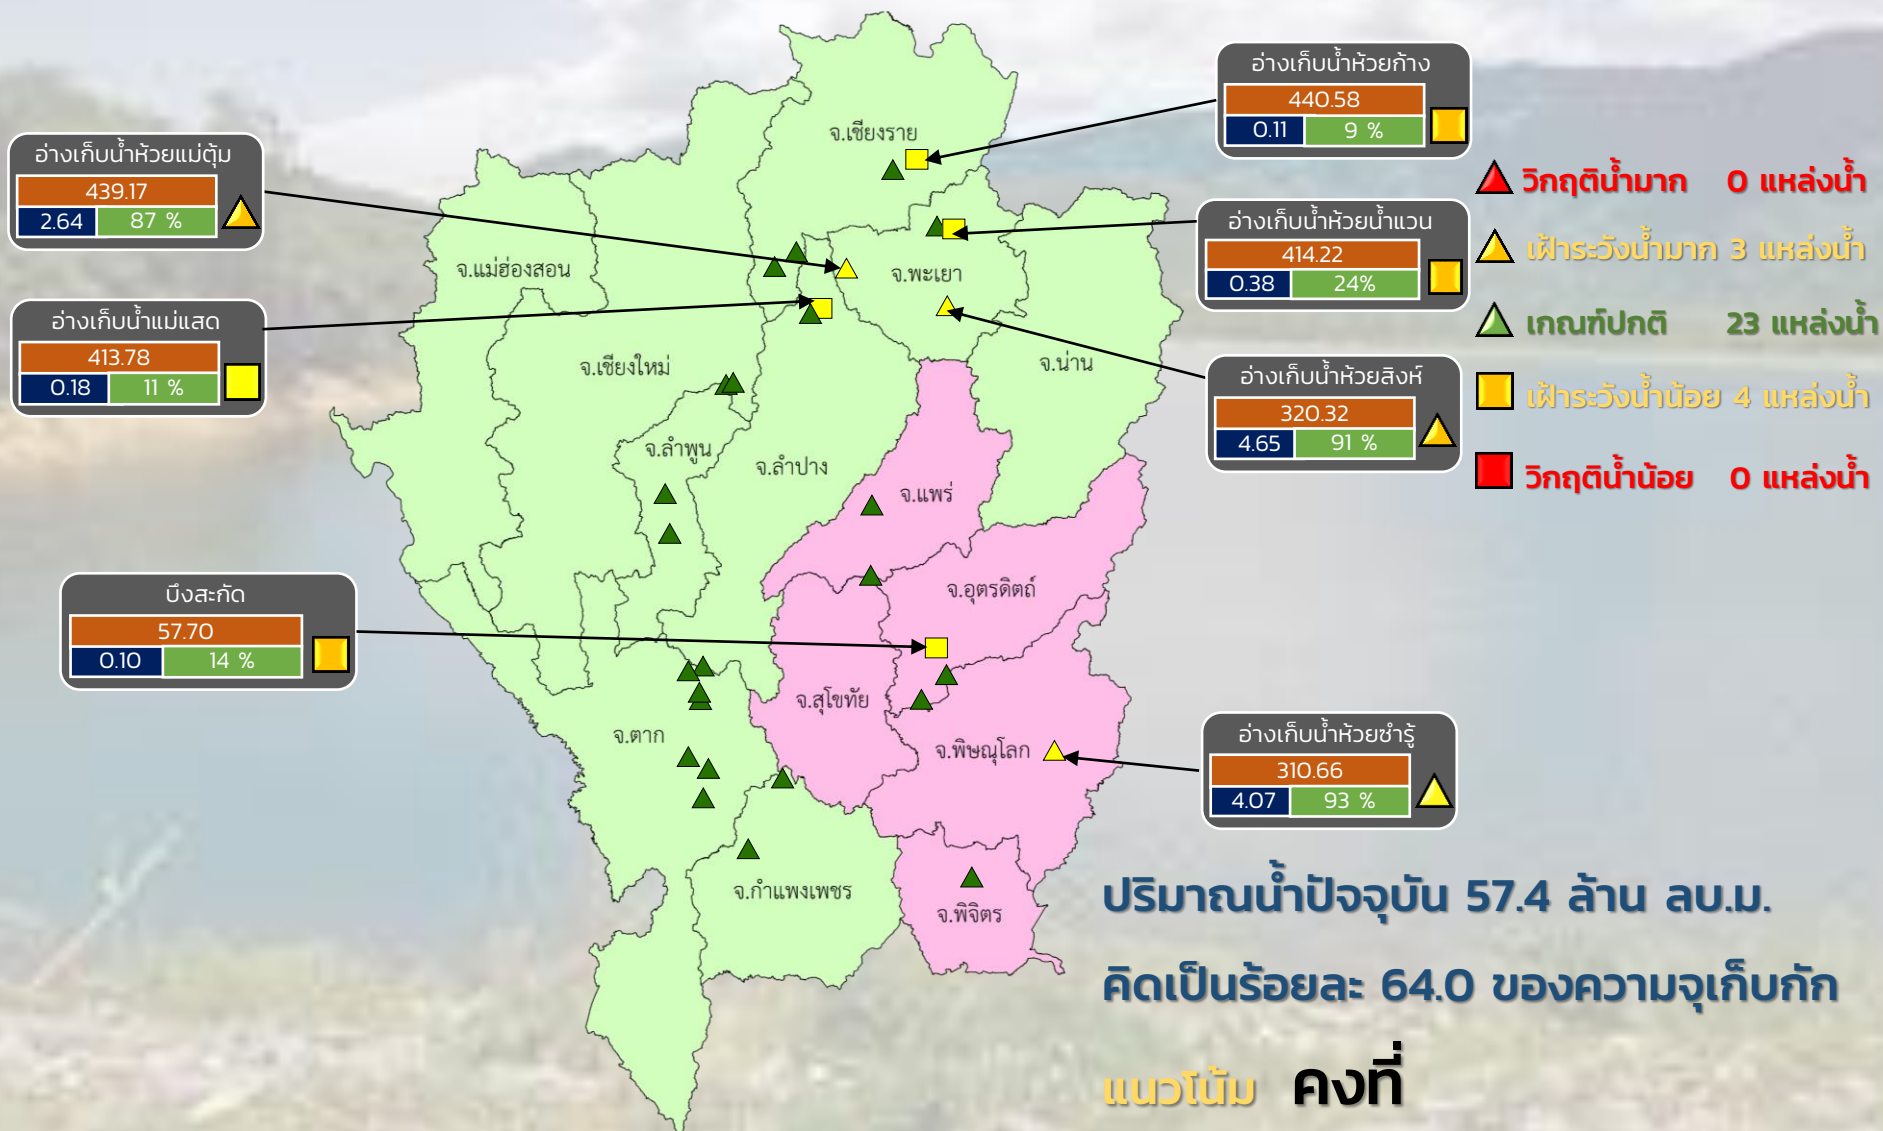 อ่างเก็บน้ำห้วยแม่ตุ้ม
439.17
2.64 87 %
อ่างเก็บน้ำแม่แสด
413.78
0.18 11 %
บึงสะกัด
57.70
0.10 14 %
จ.เชียงราย
จ.แม่ฮ่องสอน
จ.พะเยา
จ.เชียงใหม่
จ.น่าน
จ.ลำพูน
จ.ลำปาง
จ.แพร่
จ.อุตรดิตถ์
จ.สุโขทัย
จ.ตาก
จ.พิษณุโลก
จ.กำแพงเพชร
จ.พิจิตร
อ่างเก็บน้ำห้วยก้าง
440.58
0.11 9 %
อ่างเก็บน้ำห้วยน้ำแวน
414.22
0.38 24%
อ่างเก็บน้ำห้วยสิงห์
320.32
4.65 91 %
อ่างเก็บน้ำห้วยซำรู้
310.66
4.07 93 %
วิกฤติน้ำมาก 0 แหล่งน้ำ
เฝ้าระวังน้ำมาก 3 แหล่งน้ำ
เกณฑ์ปกติ 23 แหล่งน้ำ
เฝ้าระวังน้ำน้อย 4 แหล่งน้ำ
วิกฤติน้ำน้อย 0 แหล่งน้ำ
ปริมาณน้ำปัจจุบัน 57.4 ล้าน ลบ.ม.
คิดเป็นร้อยละ 64.0 ของความจุเก็บกัก
แนวโน้ม คงที่